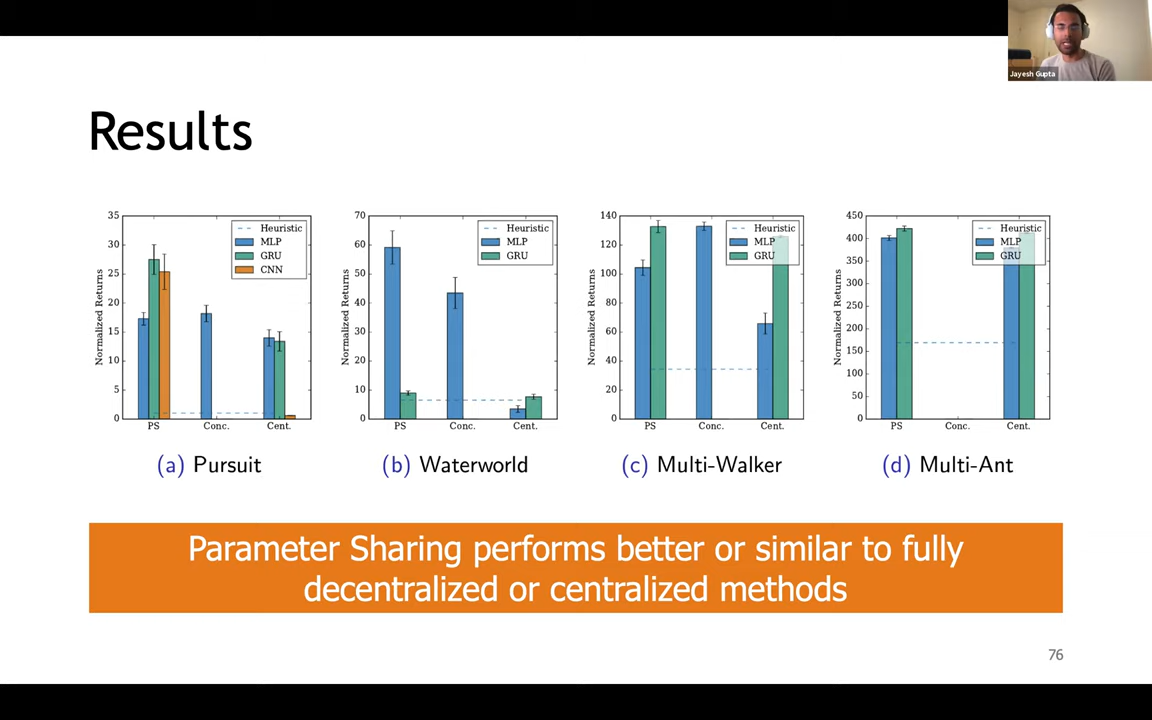 Jayesh Gupta
Results
35
30
25
20
15
10
5
0
Normalized Returns
Heuristic
MLP
GRU
CNN
PS Conc. Cent.
(a) Pursuit
70
60
50
40
30
20
10
0
Normalized Returns
Heuristic
MLP
GRU
PS Conc. Cent.
(b) Waterworld
140
120
100
80
60
40
20
0
Normalized Returns
Heuristic
MLP
GRU
PS Conc. Cent.
(c) Multi-Walker
450
400
350
300
250
200
150
100
50
0
Normalized Returns
Heuristic
MLP
GRU
PS Conc. Cent.
(d) Multi-Ant
Parameter Sharing performs better or similar to fully
decentralized or centralized methods
76